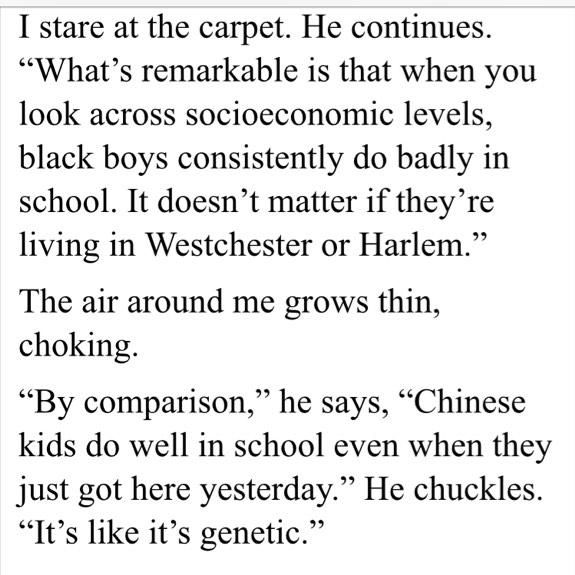 I stare at the carpet. He continues.
“What’s remarkable is that when you
look across socioeconomic levels,
black boys consistently do badly in
school. It doesn’t matter if they’re
living in Westchester or Harlem.”
The air around me grows thin,
choking.
“By comparison,” he says, “Chinese
kids do well in school even when they
just got here yesterday.” He chuckles.
“It’s like it’s genetic.”